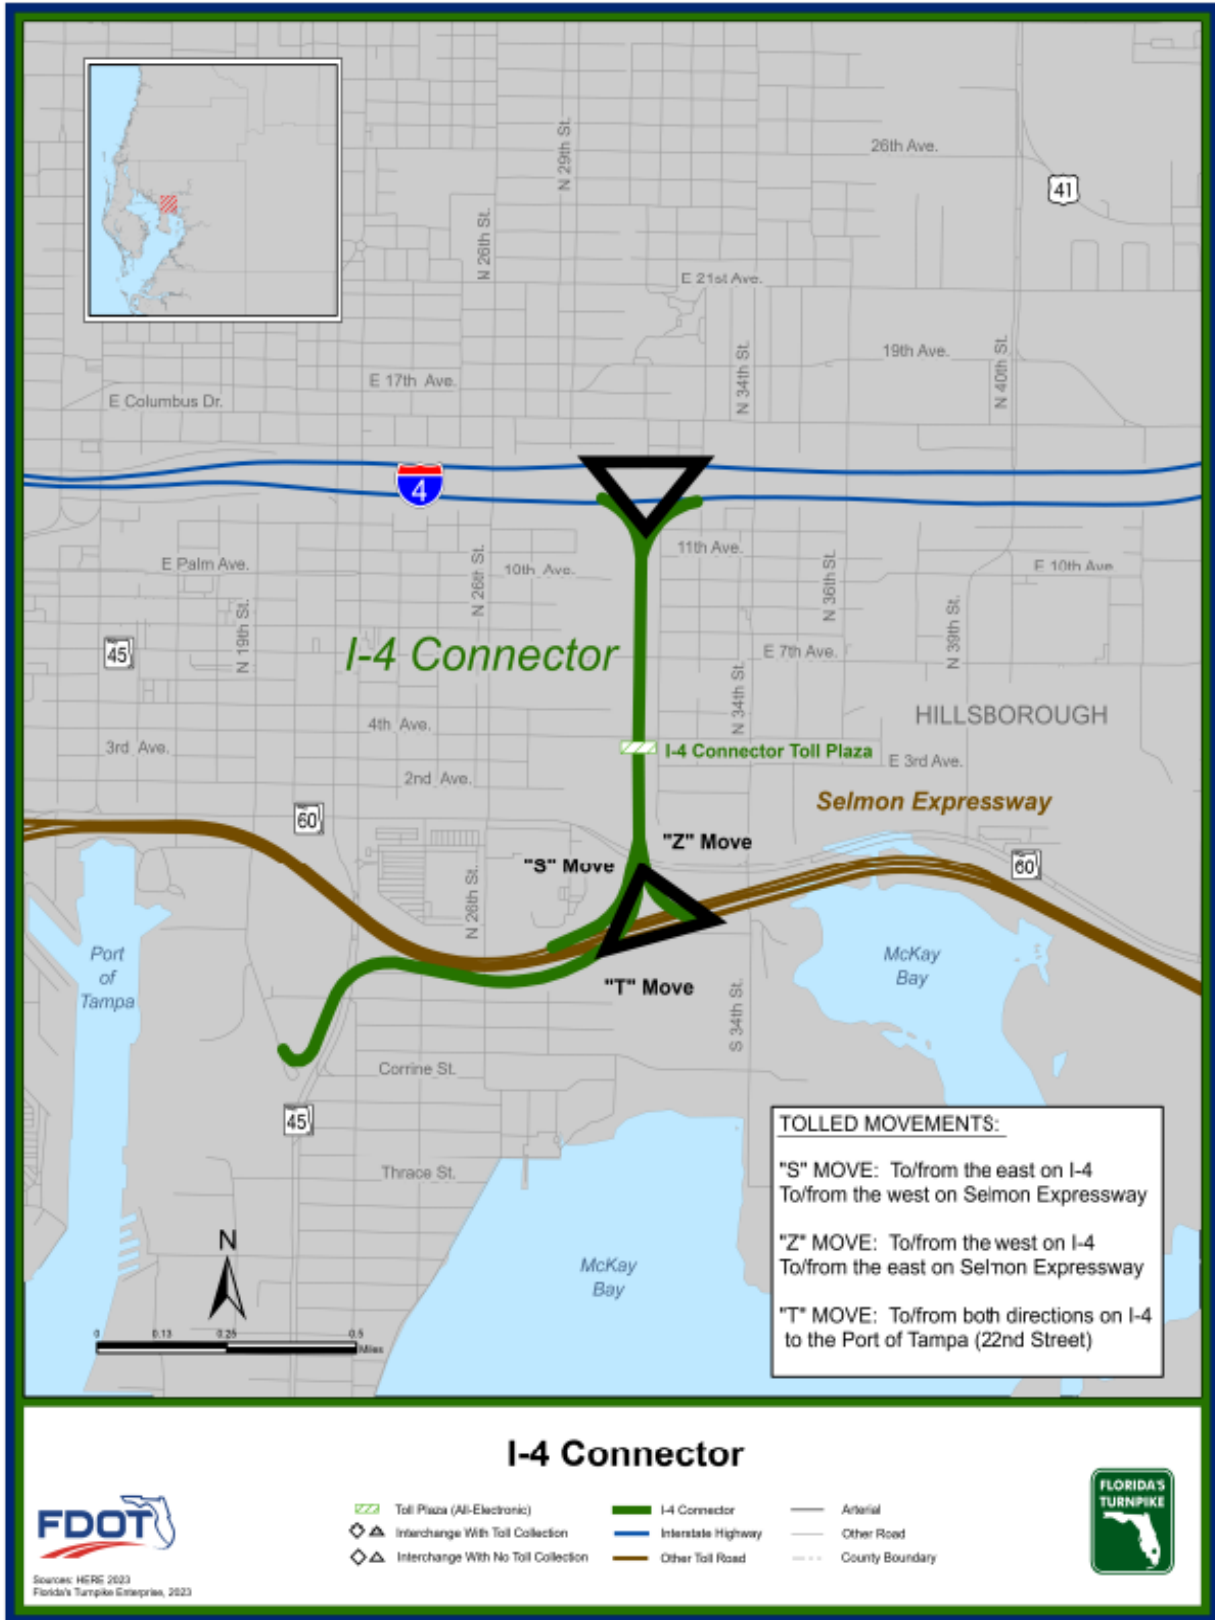 N 29th St.
26th Ave.
41
N 26th St.
E 21st Ave.
N 34th St.
19th Ave.
N 40th St.
E 17th Ave.
E Columbus Dr.
4
E Palm Ave.
10th Ave.
N 26th St.
11th Ave.
N 36th St.
E 10th Ave
N 19th St.
45
I-4 Connector
E 7th Ave.
N 39th St.
N 34th St.
HILLSBOROUGH
4th Ave.
3rd Ave.
I-4 Connector Toll Plaza
E 3rd Ave.
2nd Ave.
Selmon Expressway
60
"Z" Move
"S" Move
60
N 26th St.
Port
of
Tampa
McKay
Bay
"T" Move
S 34th St.
Corrine St.
45
Thrace St.
McKay
Bay
TOLLED MOVEMENTS:
"S" MOVE: To/from the east on I-4
To/from the west on Selmon Expressway
"Z" MOVE: To/from the west on I-4
To/from the east on Selmon Expressway
"T" MOVE: To/from both directions on I-4
to the Port of Tampa (22nd Street)
N
0 0.13 0.25 0.5
Miles
I-4 Connector
FDOT
Sources: HERE 2023
Florida's Turnpike Enterprise, 2023
Toll Plaza (All-Electronic)
Interchange With Toll Collection
Interchange With No Toll Collection
I-4 Connector
Interstate Highway
Other Toll Road
Arterial
Other Road
County Boundary
FLORIDA'S
TURNPIKE